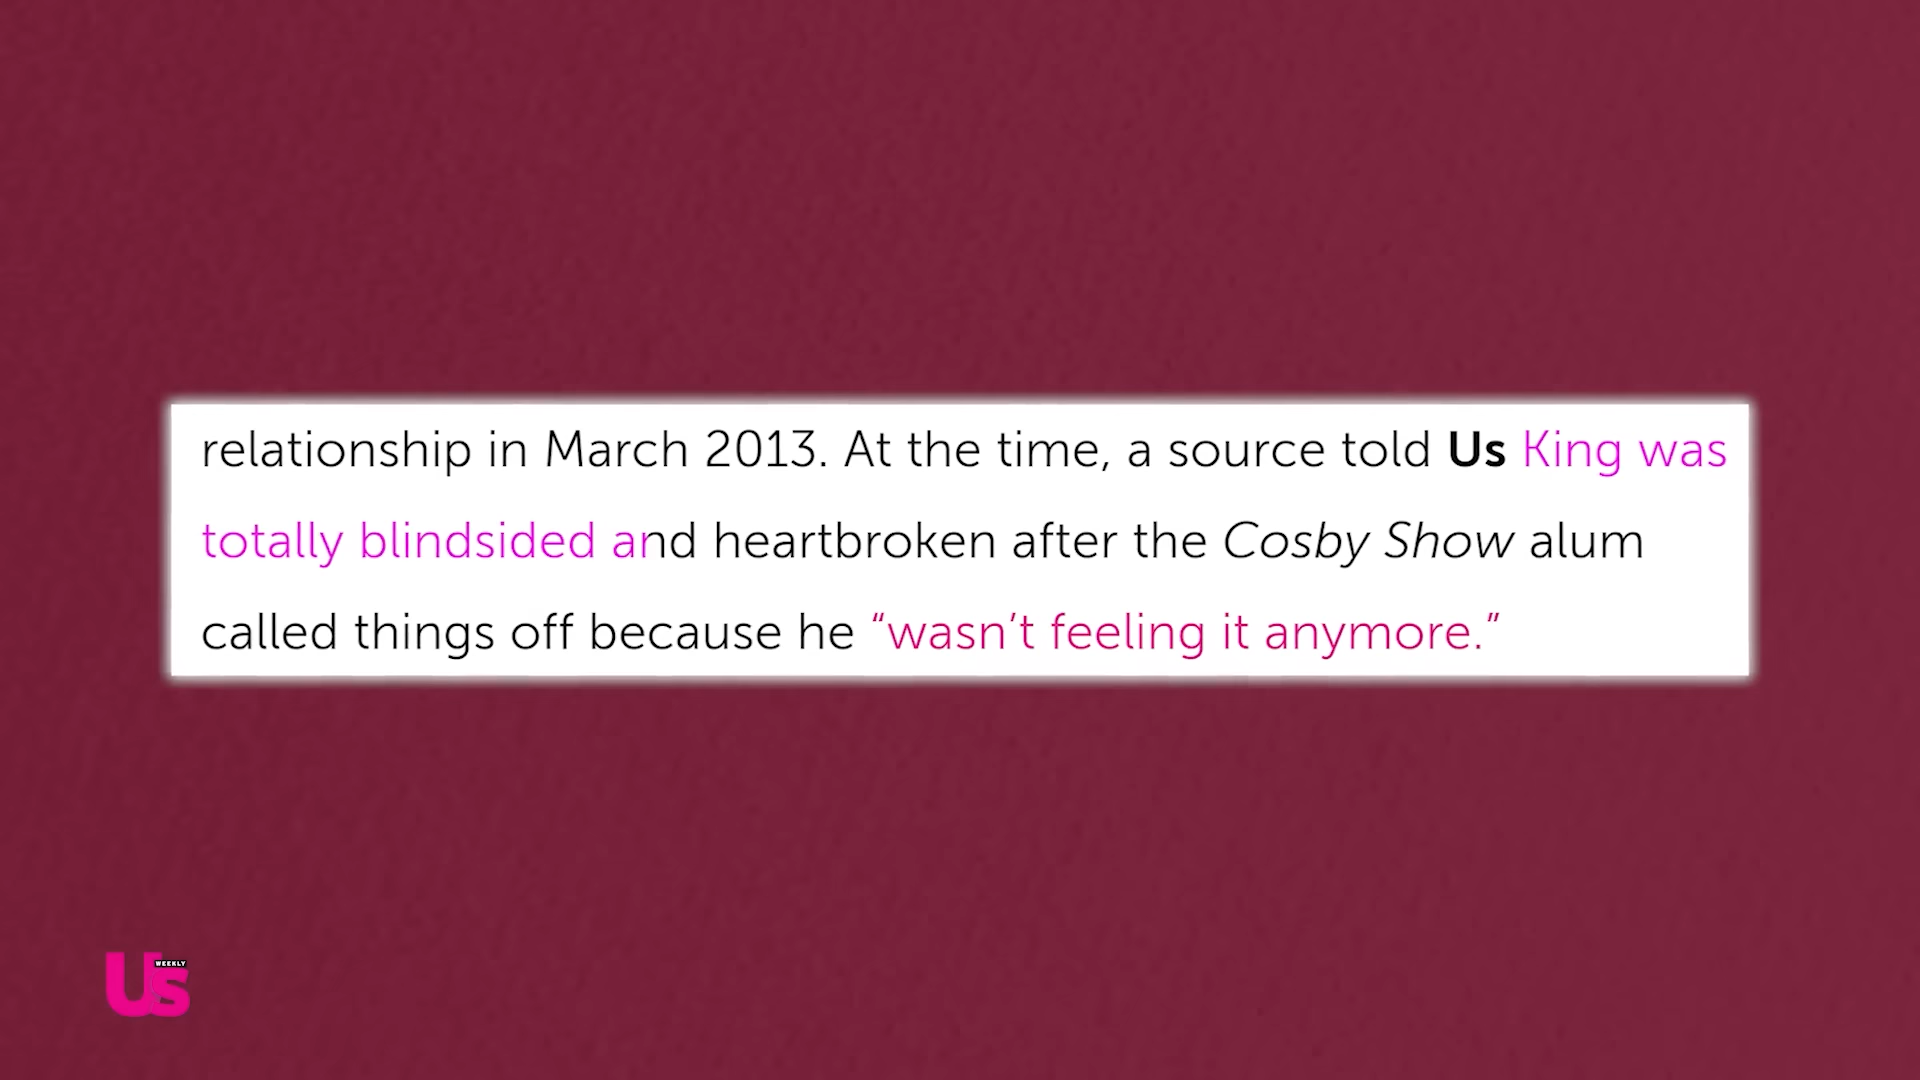 relationship in March 2013. At the time, a source told Us King was
totally blindsided and heartbroken after the Cosby Show alum
called things off because he “wasn’t feeling it anymore.”
Us WEEKLY